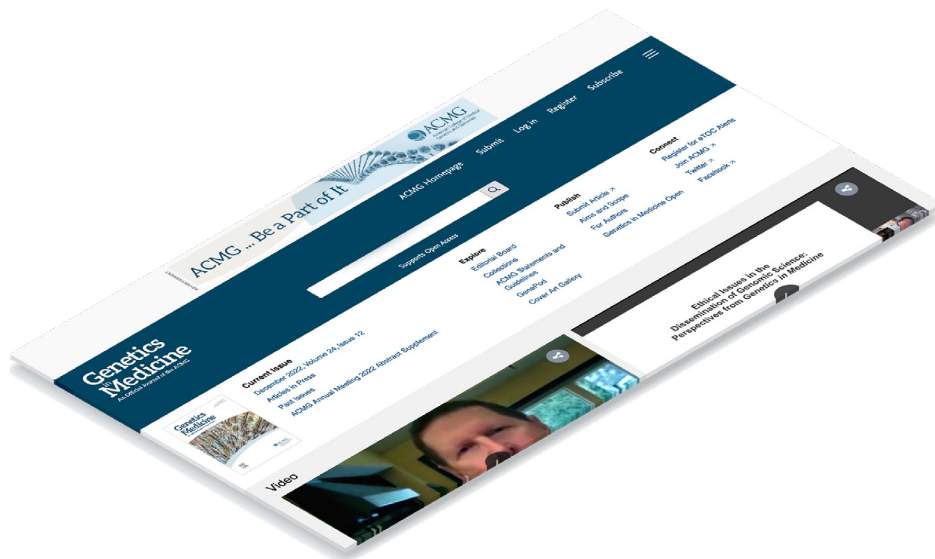 ACMG ... Be a Part of It
ACMG
ACMG Homepage
Submit
Log in
Register
Subscribe
Genetics
in
Medicine
An Official Journal of the ACMG
Supports Open Access
Genetics
Medicine
Current Issue
December 2022, Volume 24, Issue 12
Articles in Press
Past Issues
ACMG Annual Meeting 2022 Abstract Supplement
Explore
Editorial Board
Collections
ACMG Statements and
Guidelines
GenePod
Cover Art Gallery
Publish
Submit Article
Aims and Scope
For Authors
Genetics in Medicine Open
Connect
Register for eTOC Alerts
Join ACMG
Twitter
Facebook
Video
Ethical Issues in the
Dissemination of Genomic Science:
Perspectives from Genetics in Medicine